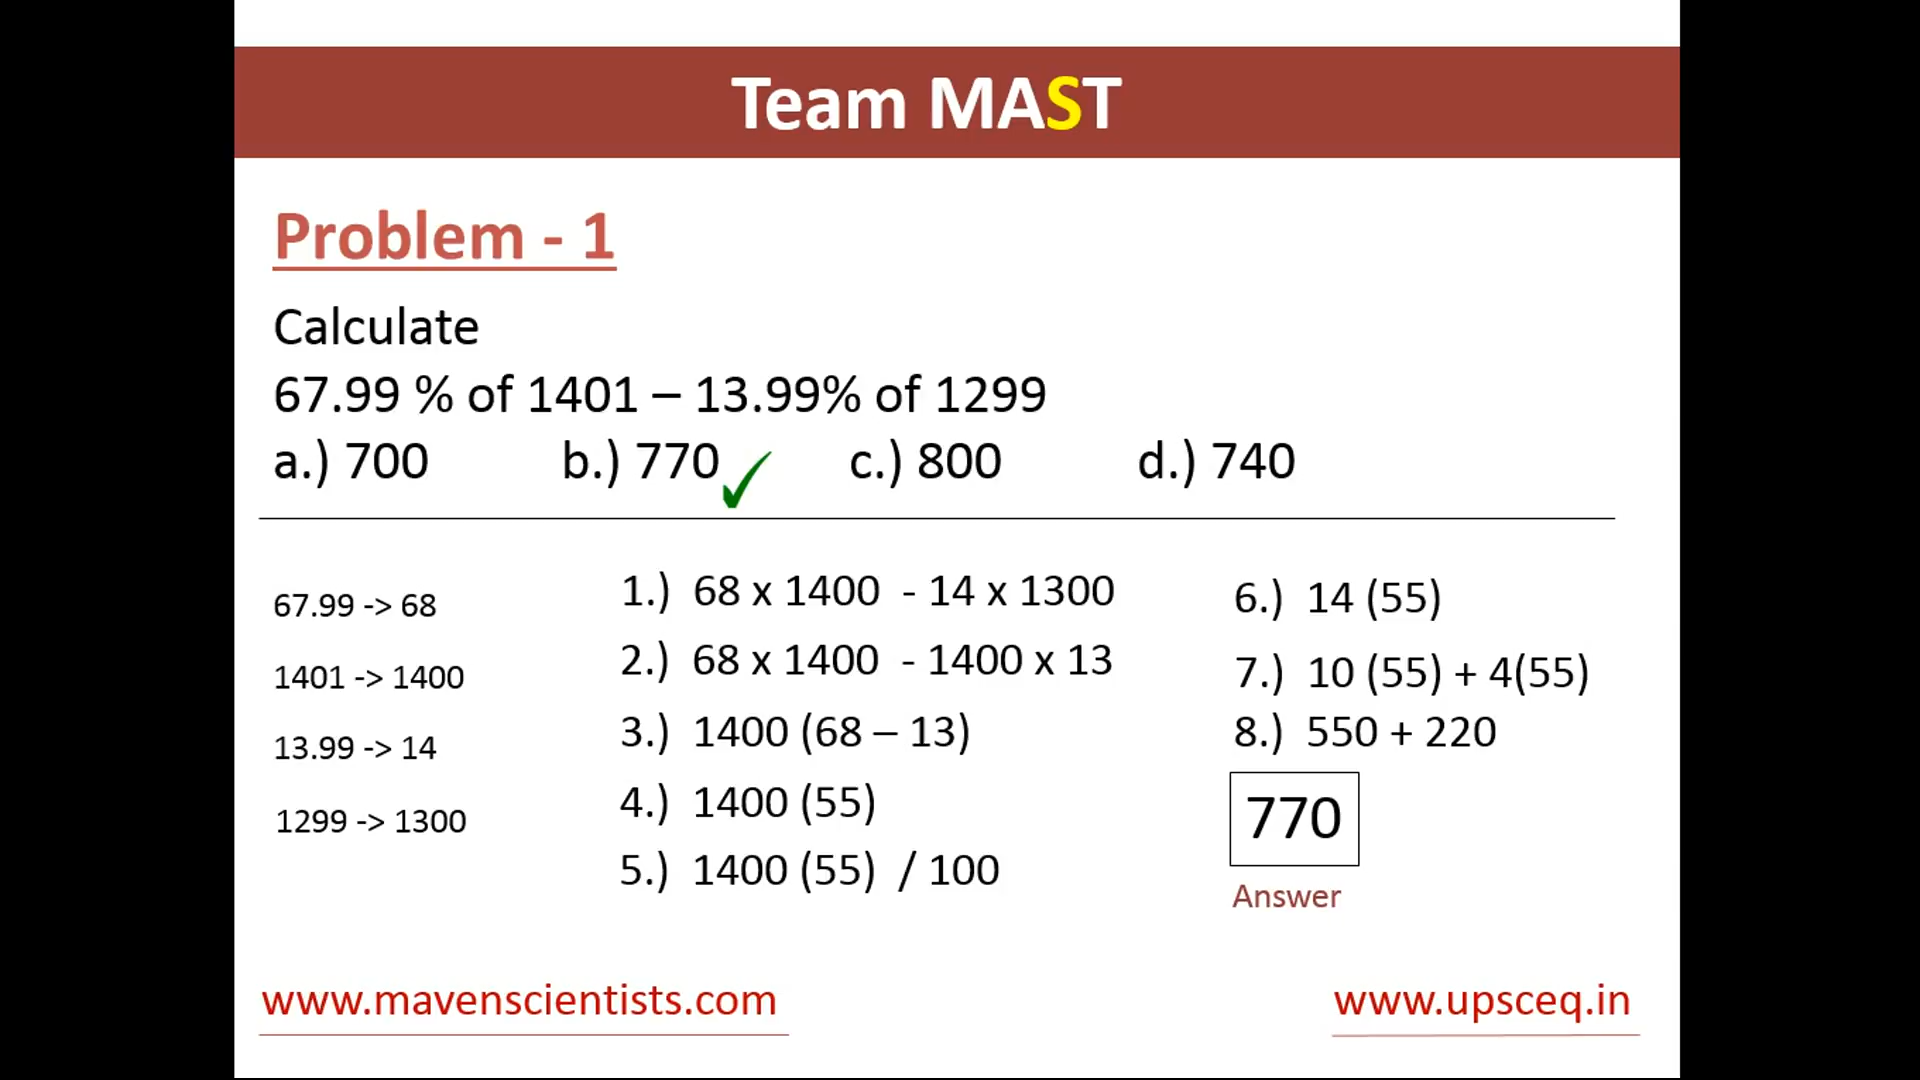 Team MAST
Problem - 1
Calculate
67.99 % of 1401 – 13.99% of 1299
a.) 700 b.) 770 c.) 800 d.) 740
67.99 -> 68
1401 -> 1400
13.99 -> 14
1299 -> 1300
1.) 68 x 1400 - 14 x 1300
2.) 68 x 1400 - 1400 x 13
3.) 1400 (68 – 13)
4.) 1400 (55)
5.) 1400 (55) / 100
6.) 14 (55)
7.) 10 (55) + 4(55)
8.) 550 + 220
770
Answer
www.mavenscientists.com
www.upsceq.in